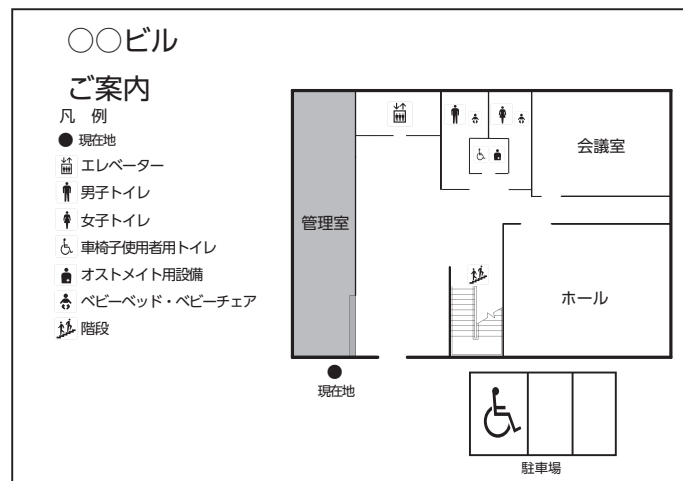 ○○ビル
ご案内
凡 例
現在地
エレベーター
男子トイレ
女子トイレ
車椅子使用者用トイレ
オストメイト用設備
ベビーベッド・ベビーチェア
階段
会議室
管理室
ホール
現在地
駐車場